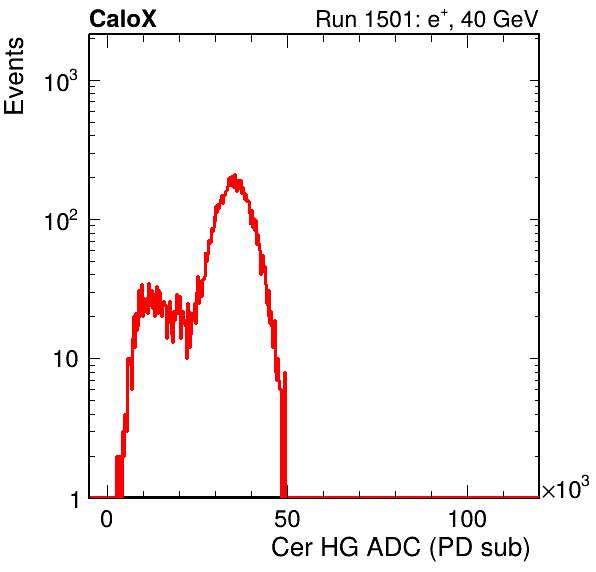 CaloX Run 1501: e⁺, 40 GeV
Events
10³
10²
10
1
0 50 100 ×10³
Cer HG ADC (PD sub)